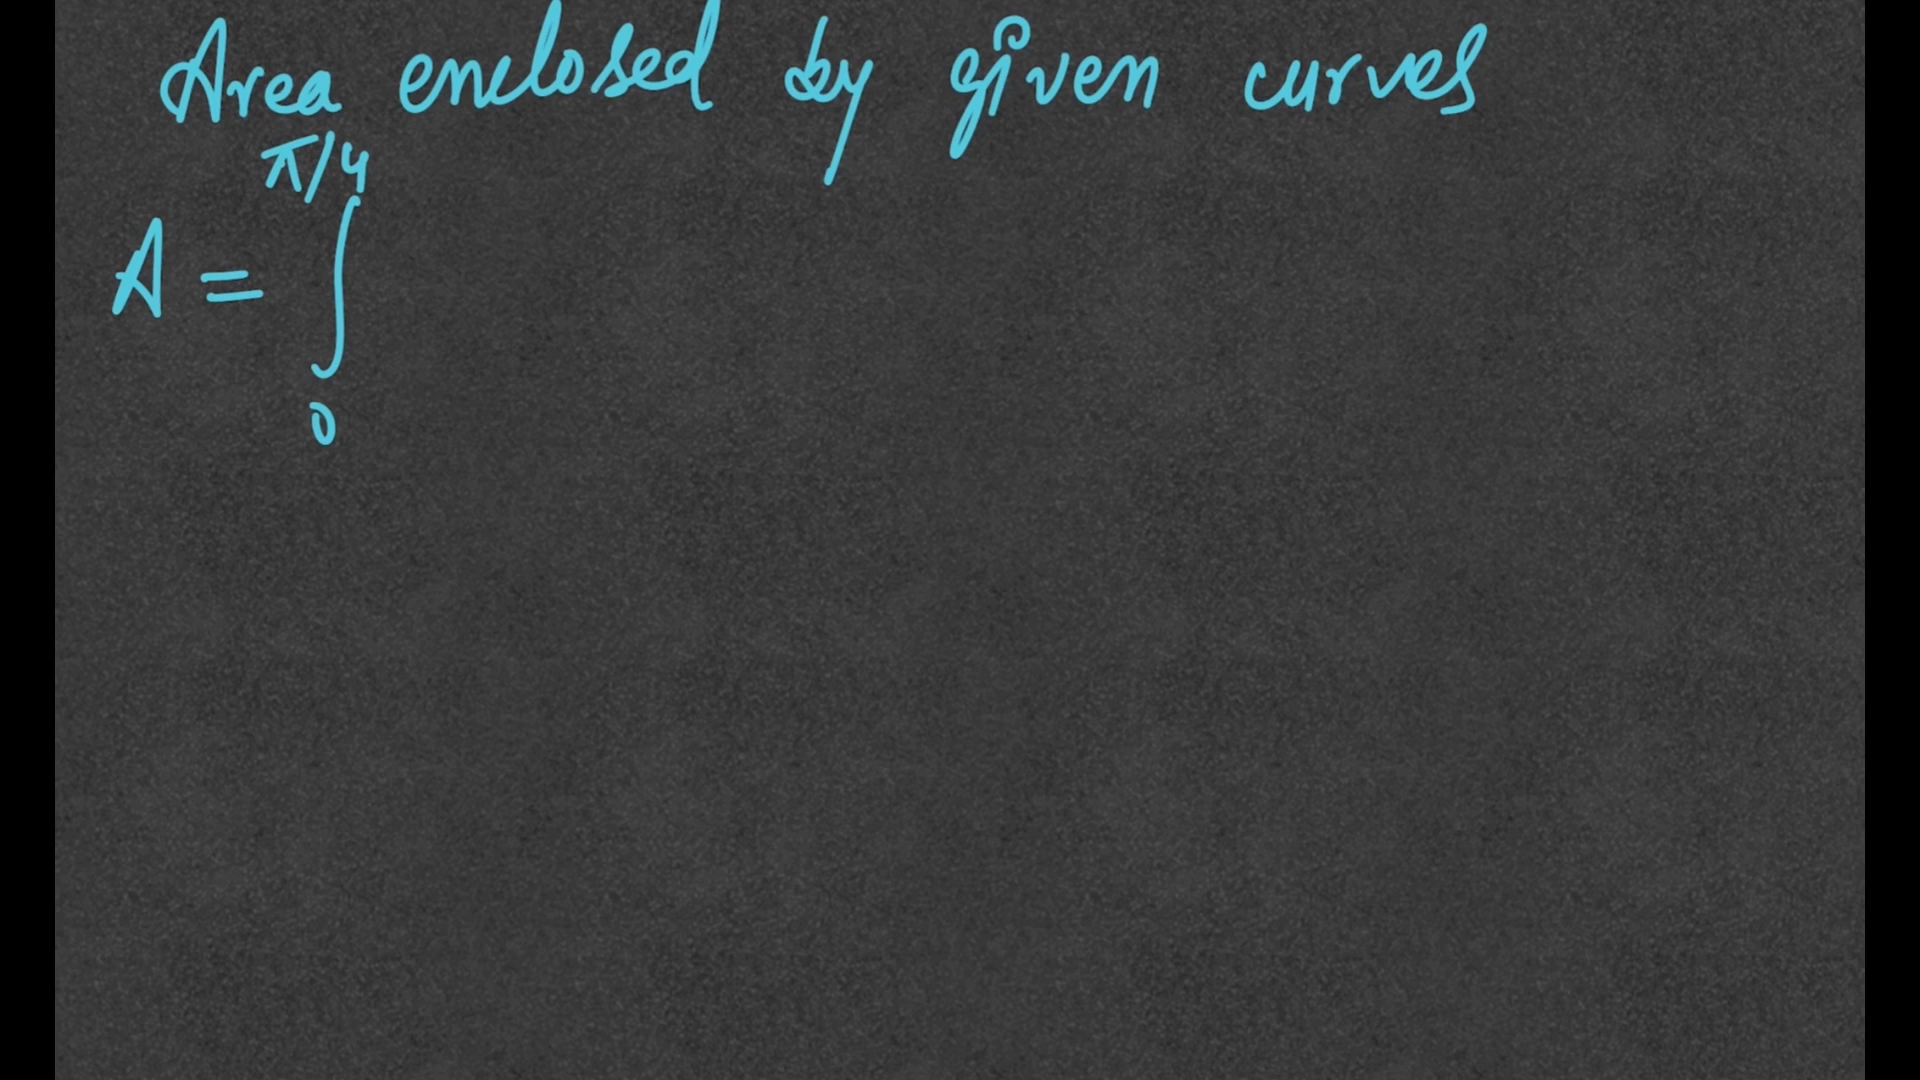 Area enclosed by given curves
π/4
A = ∫
0